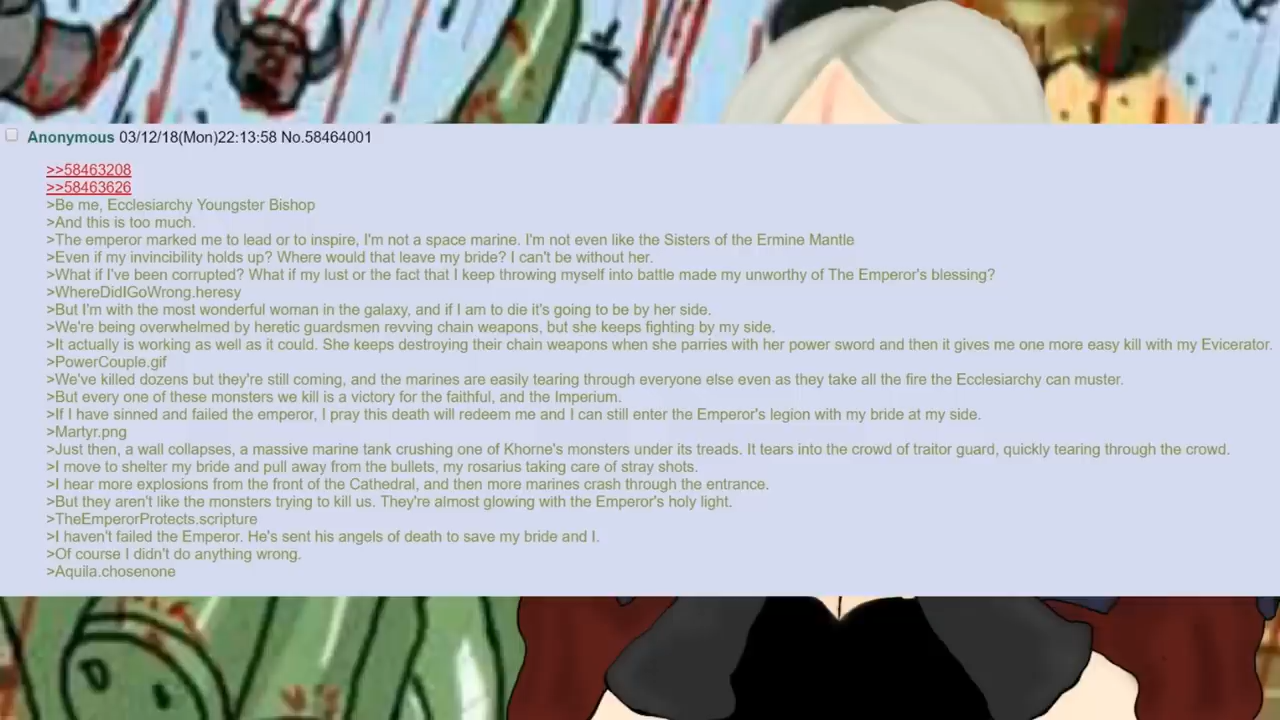 Anonymous 03/12/18(Mon)22:13:58 No.58464001
>>58463208
>>58463626
>Be me, Ecclesiarchy Youngster Bishop
>And this is too much.
>The emperor marked me to lead or to inspire, I'm not a space marine. I'm not even like the Sisters of the Ermine Mantle
>Even if my invincibility holds up? Where would that leave my bride? I can't be without her.
>What if I've been corrupted? What if my lust or the fact that I keep throwing myself into battle made my unworthy of The Emperor's blessing?
>WhereDidIGoWrong.heresy
>But I'm with the most wonderful woman in the galaxy, and if I am to die it's going to be by her side.
>We're being overwhelmed by heretic guardsmen revving chain weapons, but she keeps fighting by my side.
>It actually is working as well as it could. She keeps destroying their chain weapons when she parries with her power sword and then it gives me one more easy kill with my Evicerator.
>PowerCouple.gif
>We've killed dozens but they're still coming, and the marines are easily tearing through everyone else even as they take all the fire the Ecclesiarchy can muster.
>But every one of these monsters we kill is a victory for the faithful, and the Imperium.
>If I have sinned and failed the emperor, I pray this death will redeem me and I can still enter the Emperor's legion with my bride at my side.
>Martyr.png
>Just then, a wall collapses, a massive marine tank crushing one of Khorne's monsters under its treads. It tears into the crowd of traitor guard, quickly tearing through the crowd.
>I move to shelter my bride and pull away from the bullets, my rosarius taking care of stray shots.
>I hear more explosions from the front of the Cathedral, and then more marines crash through the entrance.
>But they aren't like the monsters trying to kill us. They're almost glowing with the Emperor's holy light.
>TheEmperorProtects.scripture
>I haven't failed the Emperor. He's sent his angels of death to save my bride and I.
>Of course I didn't do anything wrong.
>Aquila.chosenone